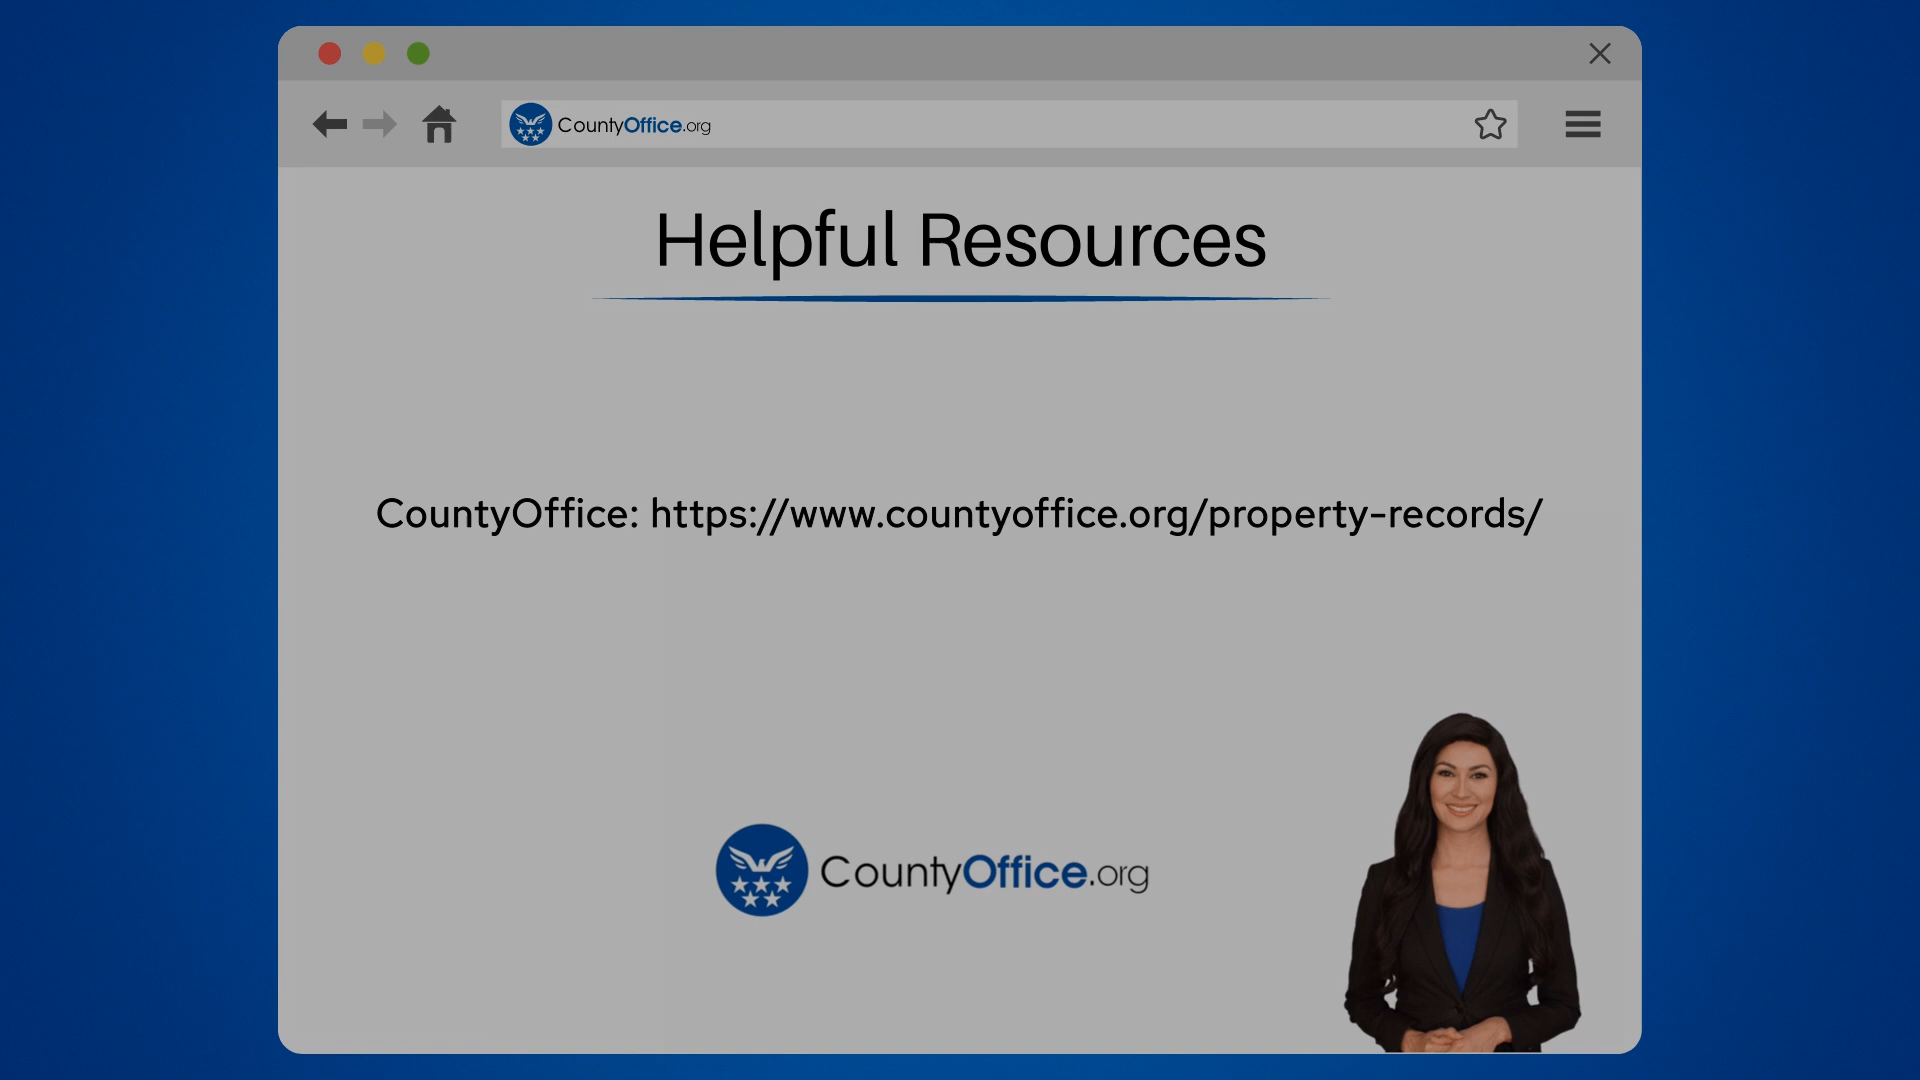 CountyOffice.org
Helpful Resources
CountyOffice: https://www.countyoffice.org/property-records/
CountyOffice.org